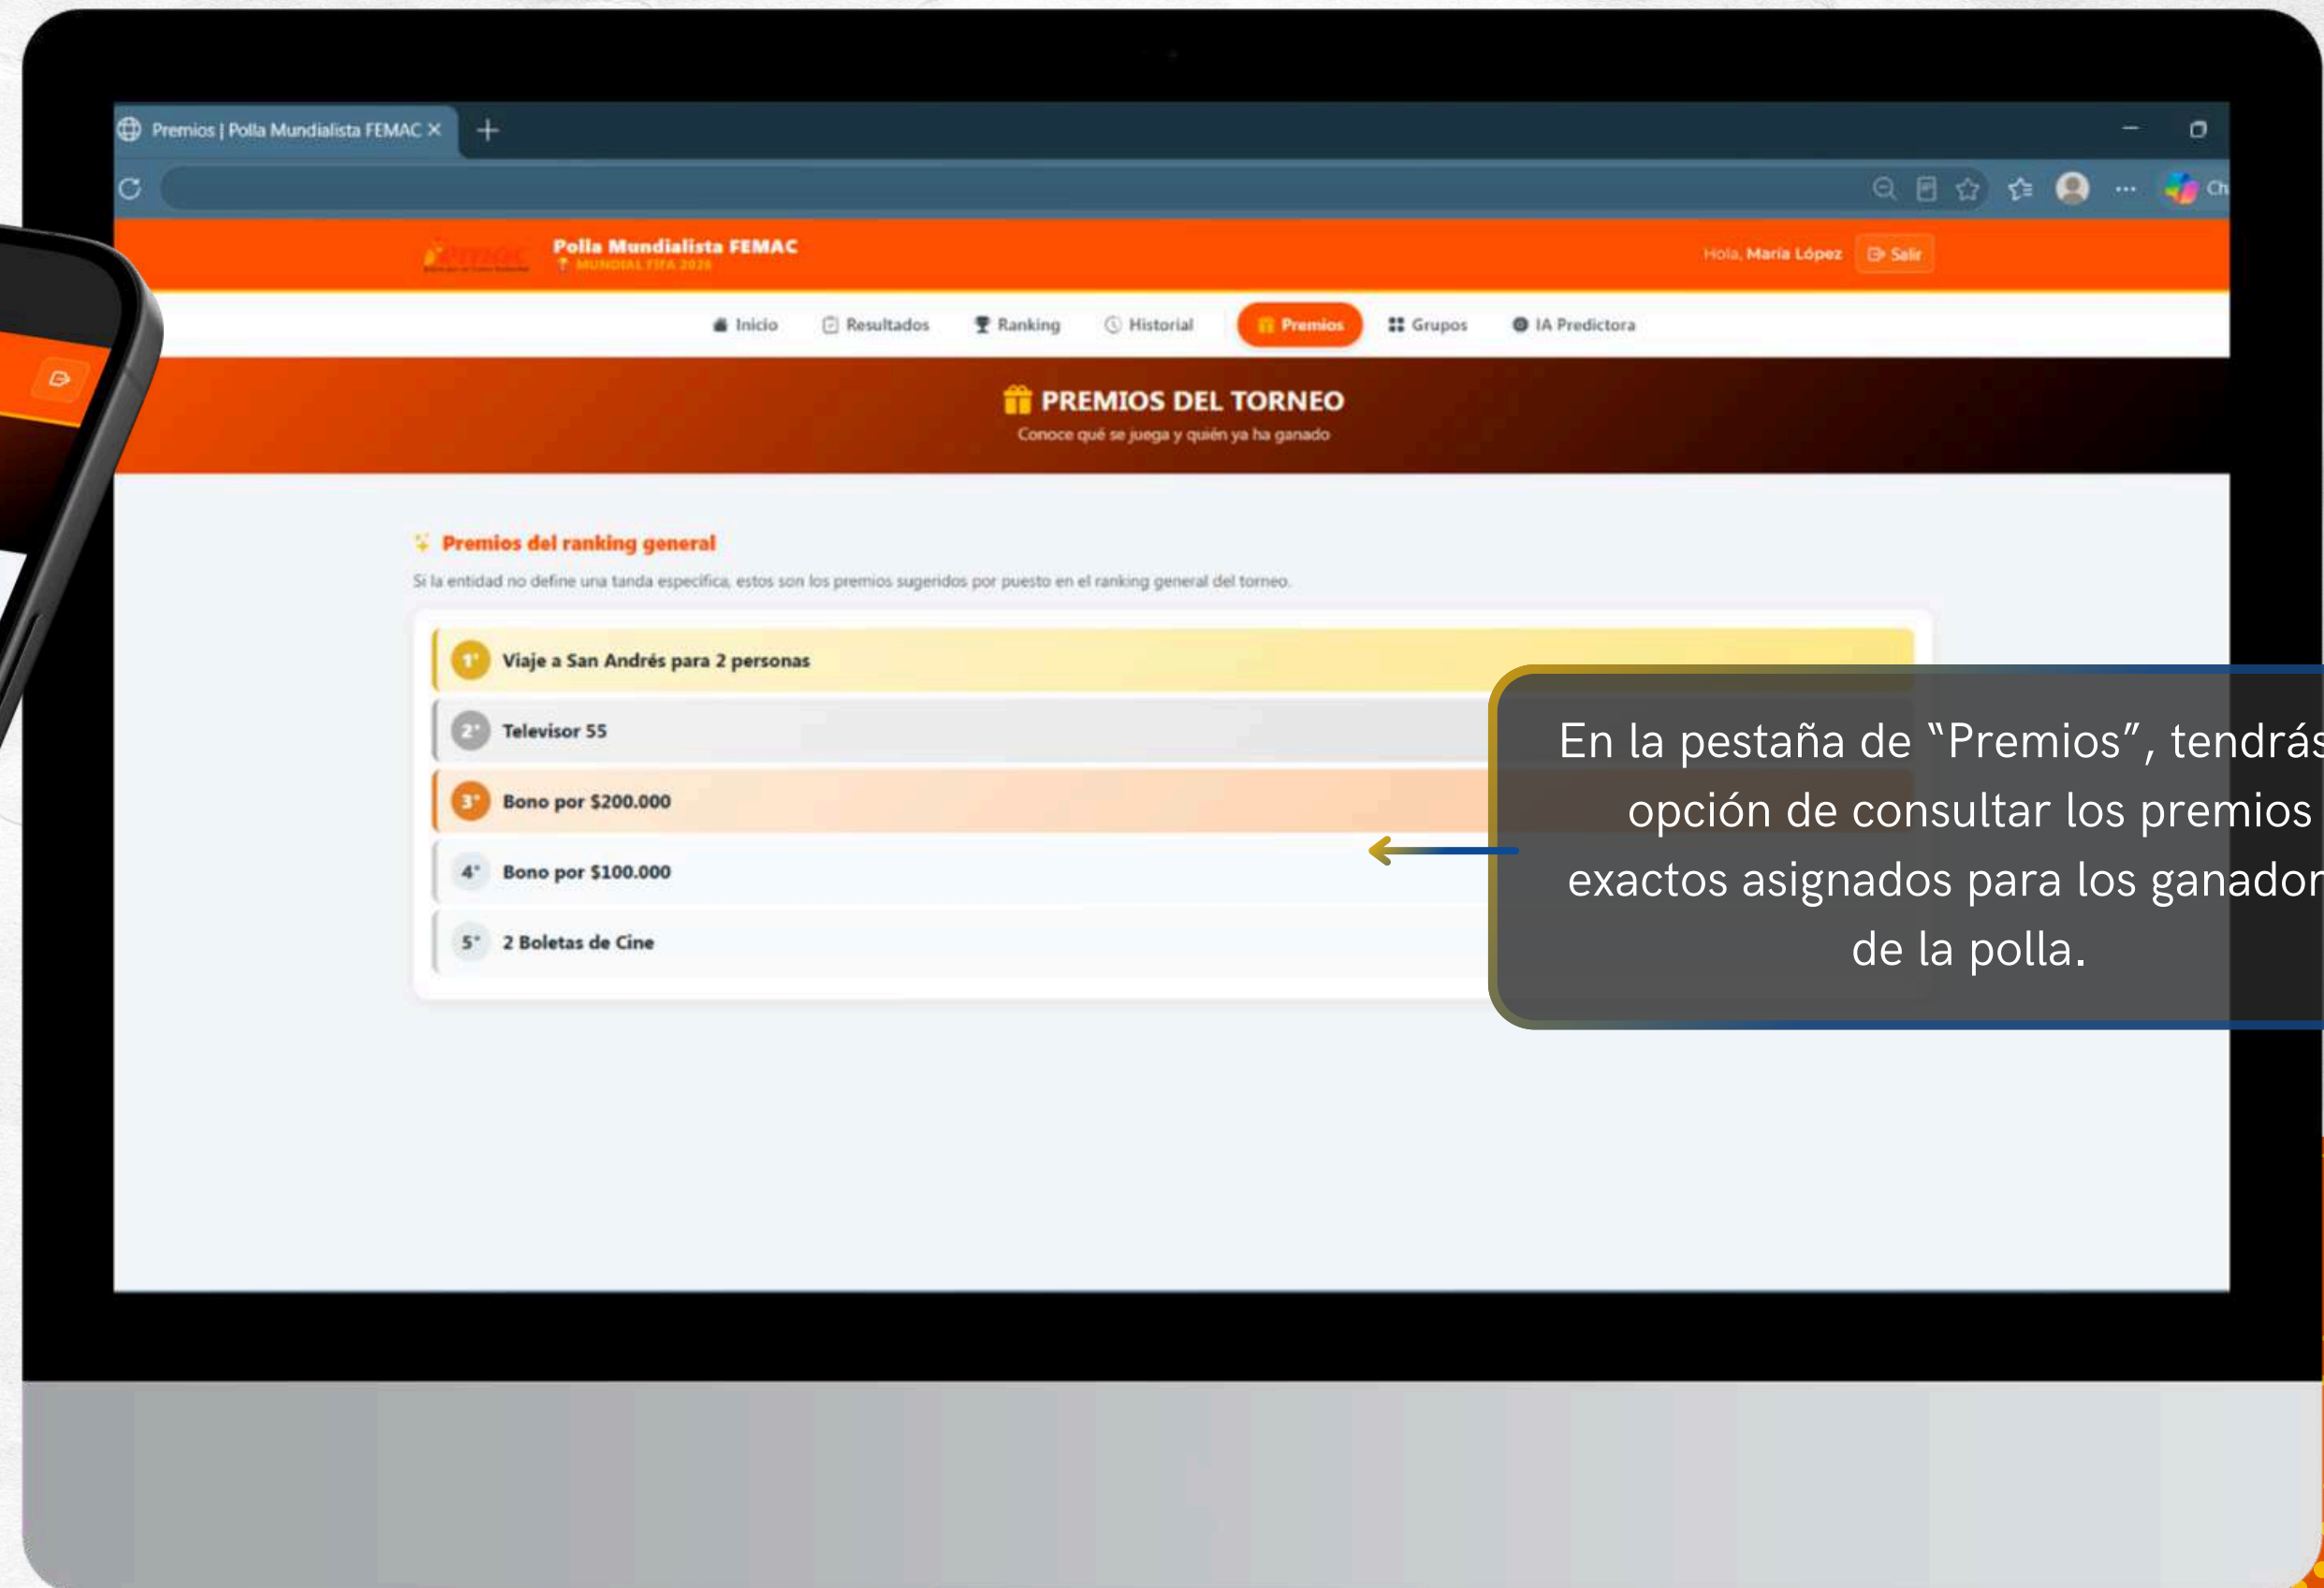 Premios | Polla Mundialista FEMAC
Ch
Femac
Polla Mundialista FEMAC
MUNDIAL FIFA 2026
Hola, María López
Salir
Inicio
Resultados
Ranking
Historial
Premios
Grupos
IA Predictora
PREMIOS DEL TORNEO
Conoce qué se juega y quién ya ha ganado
Premios del ranking general
Si la entidad no define una tanda específica, estos son los premios sugeridos por puesto en el ranking general del torneo.
1° Viaje a San Andrés para 2 personas
2° Televisor 55
3° Bono por $200.000
4° Bono por $100.000
5° 2 Boletas de Cine
En la pestaña de “Premios”, tendrás
opción de consultar los premios
exactos asignados para los ganador
de la polla.